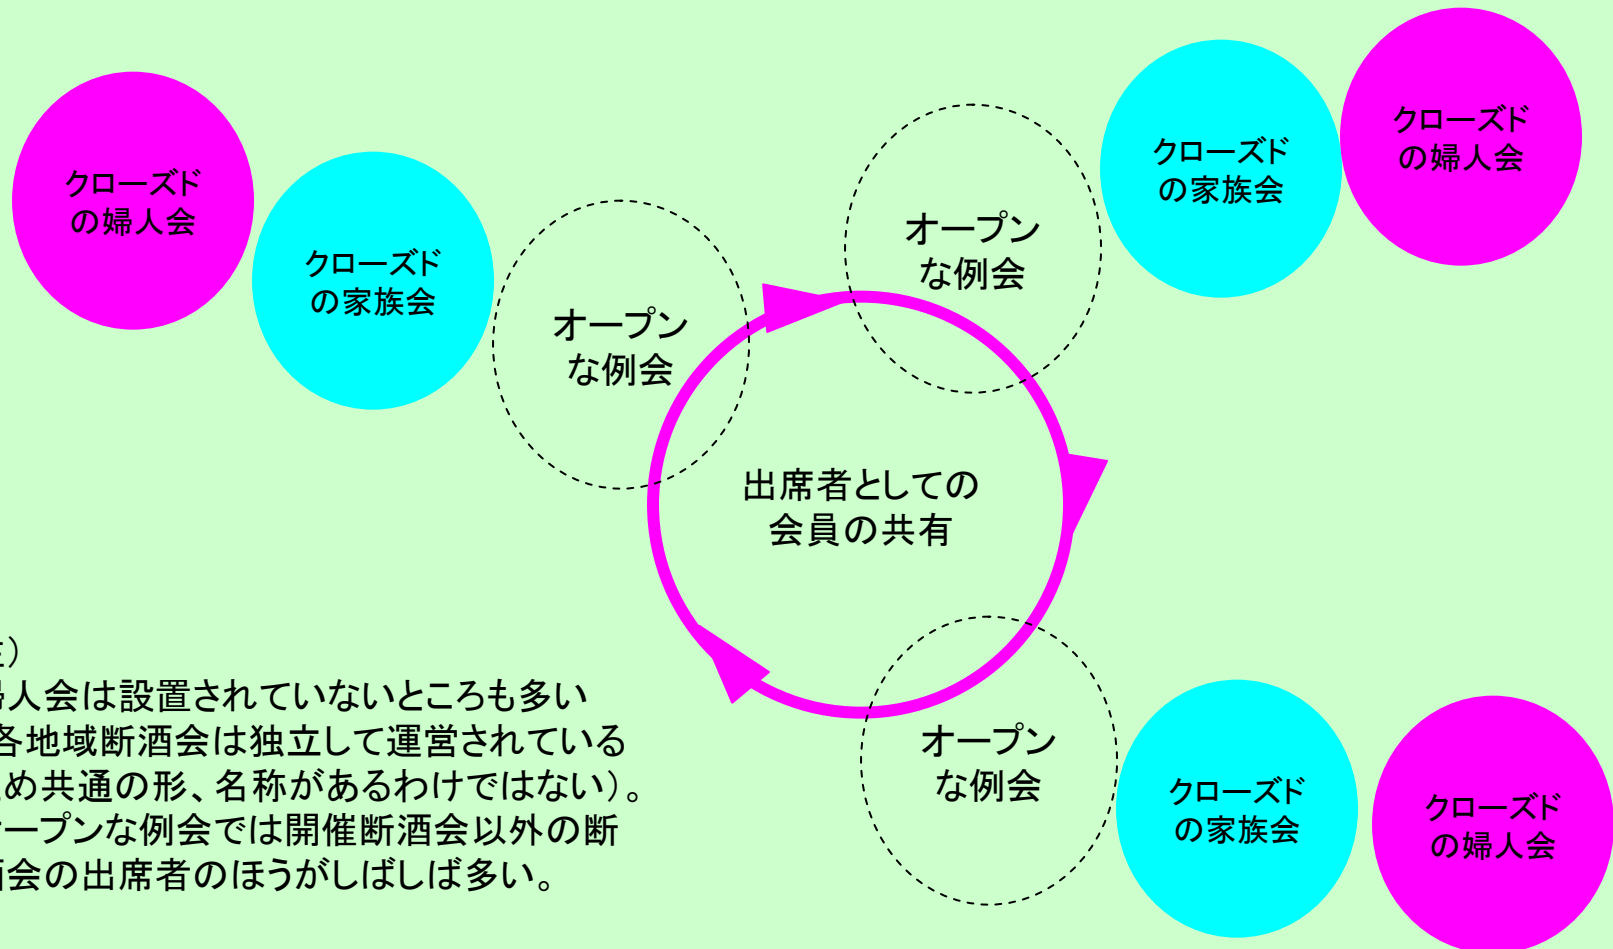 クローズド
の婦人会
クローズド
の家族会
オープン
な例会
オープン
な例会
クローズド
の家族会
クローズド
の婦人会
出席者としての
会員の共有
オープン
な例会
クローズド
の家族会
クローズド
の婦人会
）
人会は設置されていないところも多い
各地域断酒会は独立して運営されている
め共通の形、名称があるわけではない）。
ープンな例会では開催断酒会以外の断
会の出席者のほうがしばしば多い。